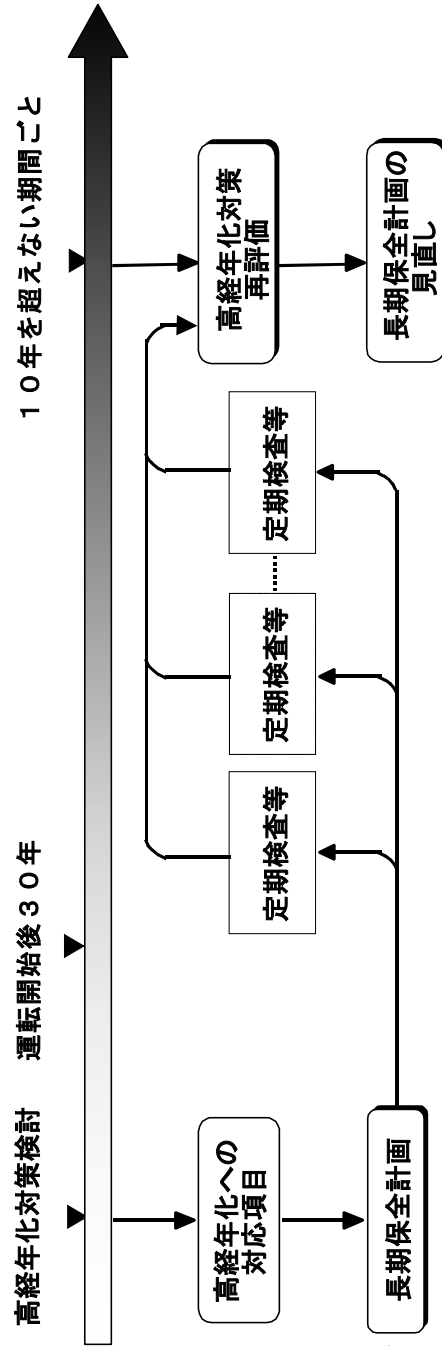 高経年化対策検討
運転開始後３０年
１０年を超えない期間ごと
高経年化への
対応項目
長期保全計画
定期検査等
定期検査等
定期検査等
高経年化対策
再評価
長期保全計画の
見直し